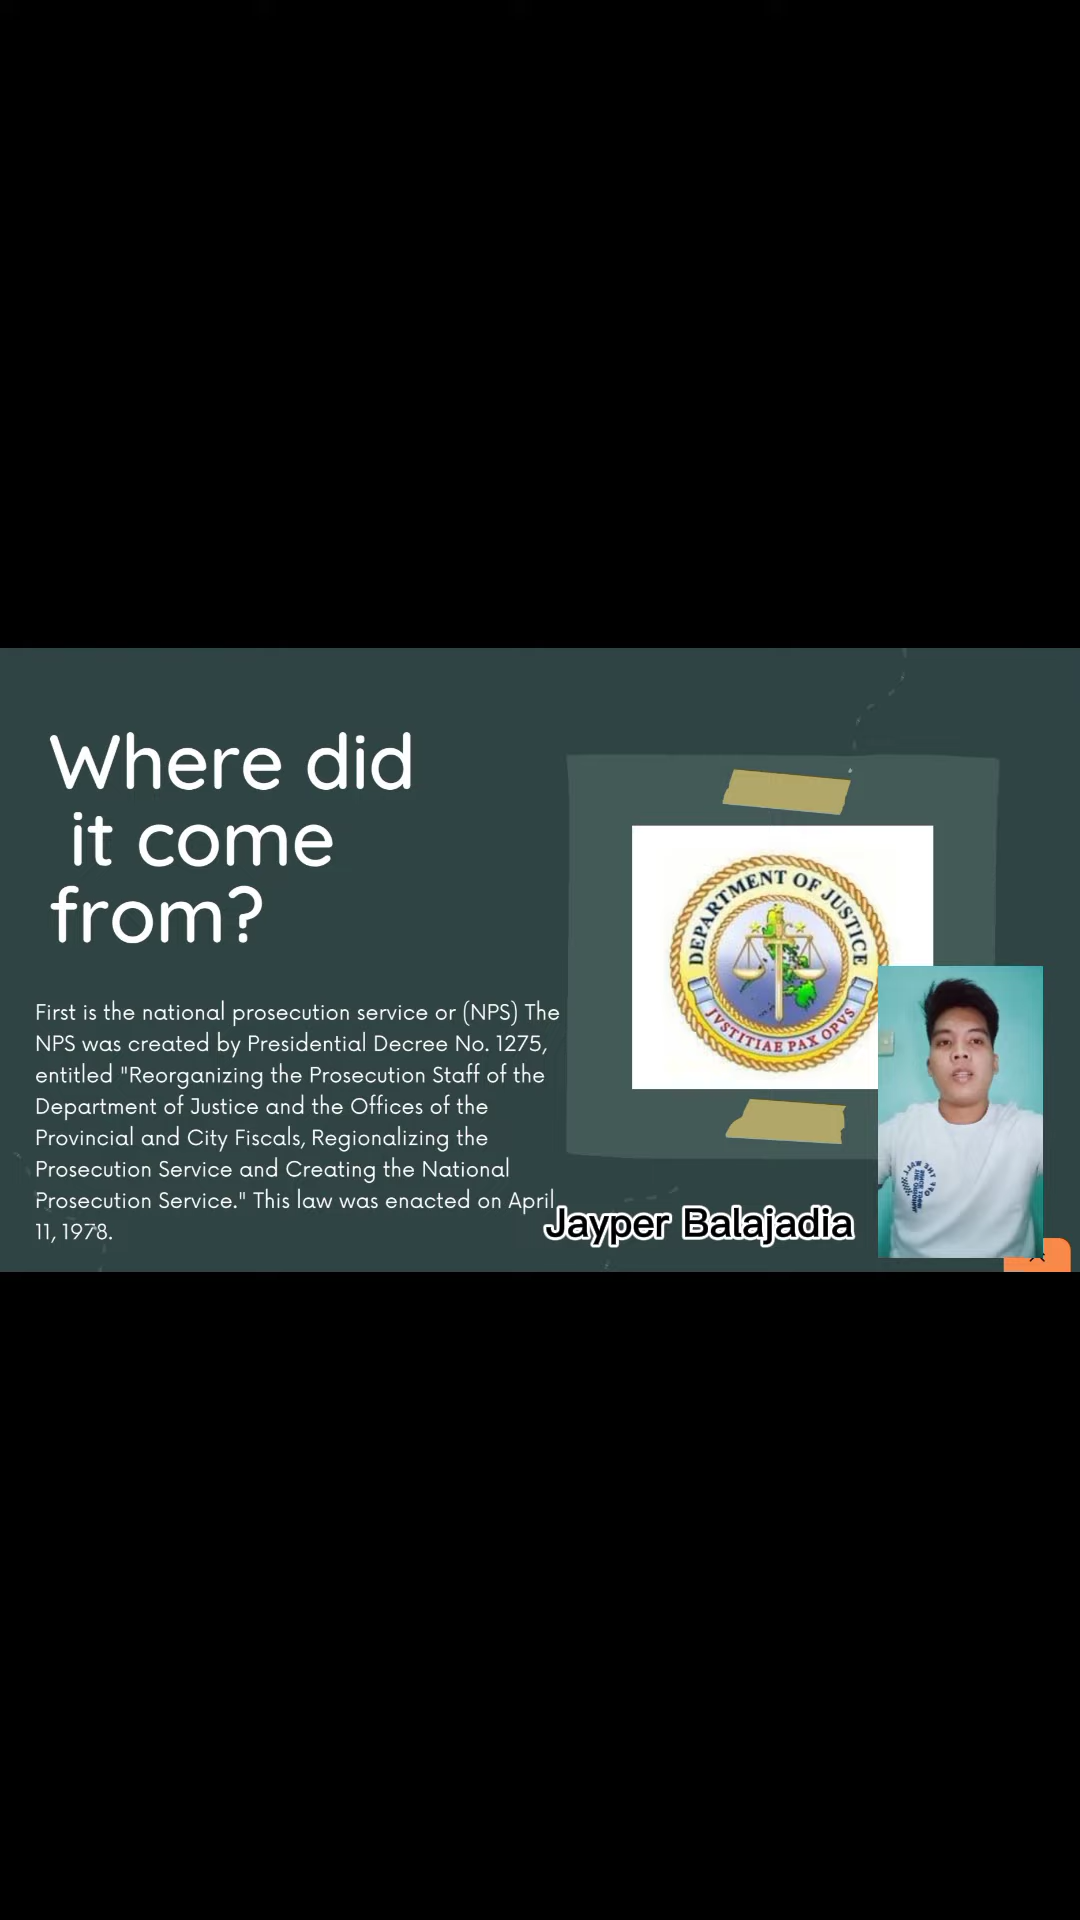 Where did
it come
from?
DEPARTMENT OF JUSTICE
JVSTITIAE PAX OPVS
First is the national prosecution service or (NPS) The
NPS was created by Presidential Decree No. 1275,
entitled "Reorganizing the Prosecution Staff of the
Department of Justice and the Offices of the
Provincial and City Fiscals, Regionalizing the
Prosecution Service and Creating the National
Prosecution Service." This law was enacted on April
11, 1978.
Jayper Balajadia
OFF THE WALL